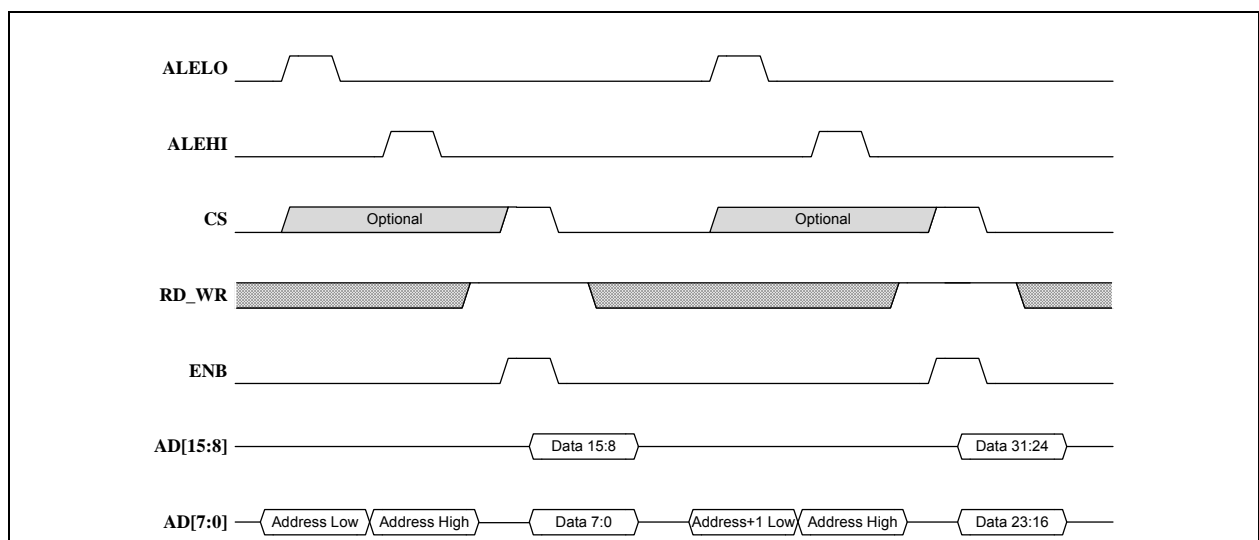 ALELO
ALEHI
CS Optional Optional
RD_WR
ENB
AD[15:8] Data 15:8 Data 31:24
AD[7:0] Address Low Address High Data 7:0 Address+1 Low Address High Data 23:16